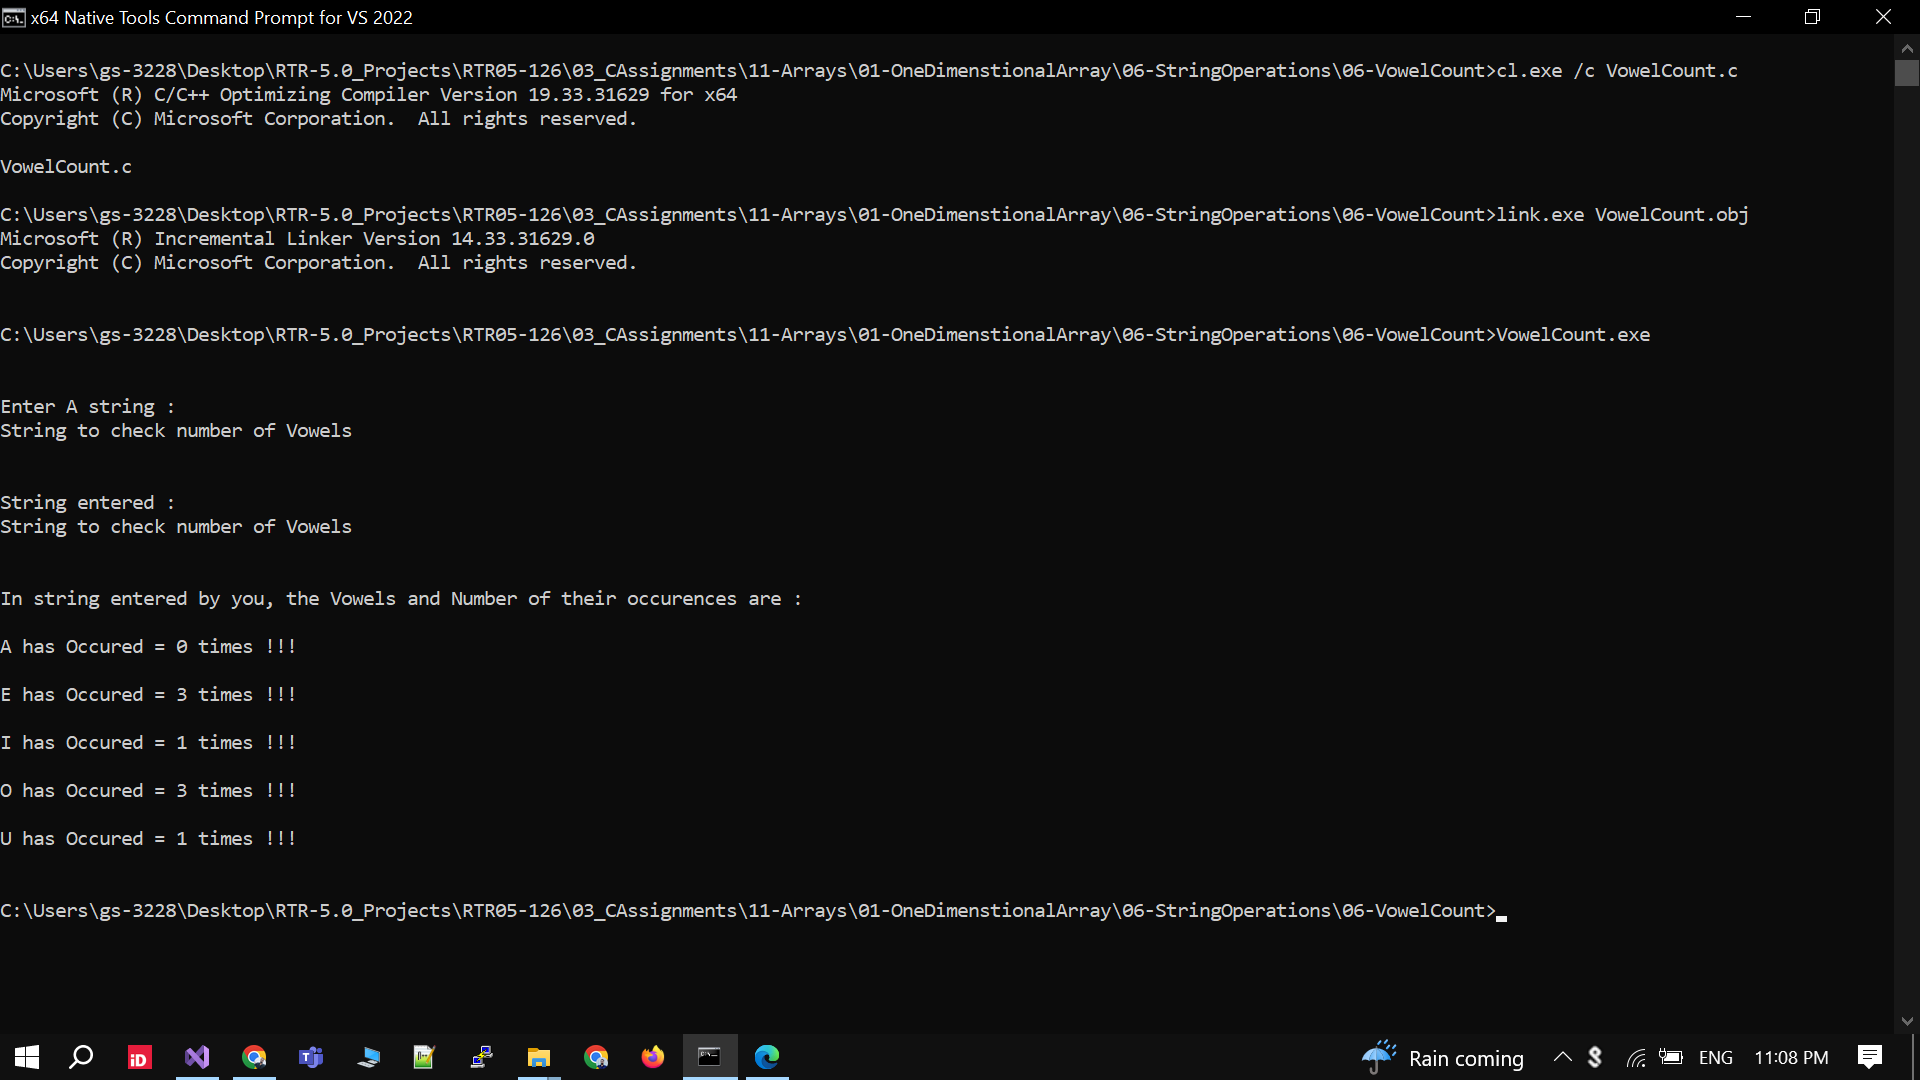 x64 Native Tools Command Prompt for VS 2022
C:\Users\gs-3228\Desktop\RTR-5.0_Projects\RTR05-126\03_CAssignments\11-Arrays\01-OneDimenstionalArray\06-StringOperations\06-VowelCount>cl.exe /c VowelCount.c
Microsoft (R) C/C++ Optimizing Compiler Version 19.33.31629 for x64
Copyright (C) Microsoft Corporation.  All rights reserved.
VowelCount.c
C:\Users\gs-3228\Desktop\RTR-5.0_Projects\RTR05-126\03_CAssignments\11-Arrays\01-OneDimenstionalArray\06-StringOperations\06-VowelCount>link.exe VowelCount.obj
Microsoft (R) Incremental Linker Version 14.33.31629.0
Copyright (C) Microsoft Corporation.  All rights reserved.
C:\Users\gs-3228\Desktop\RTR-5.0_Projects\RTR05-126\03_CAssignments\11-Arrays\01-OneDimenstionalArray\06-StringOperations\06-VowelCount>VowelCount.exe
Enter A string :
String to check number of Vowels
String entered :
String to check number of Vowels
In string entered by you, the Vowels and Number of their occurences are :
A has Occured = 0 times !!!
E has Occured = 3 times !!!
I has Occured = 1 times !!!
O has Occured = 3 times !!!
U has Occured = 1 times !!!
C:\Users\gs-3228\Desktop\RTR-5.0_Projects\RTR05-126\03_CAssignments\11-Arrays\01-OneDimenstionalArray\06-StringOperations\06-VowelCount>
iD
Rain coming
ENG
11:08 PM